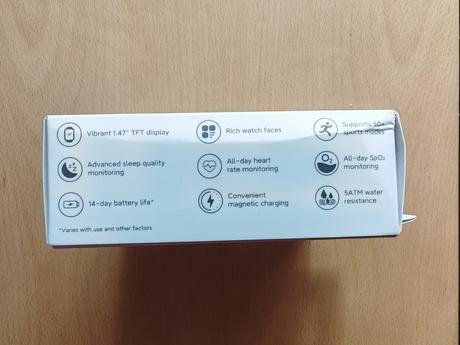 Vibrant 1.47" TFT display
Rich watch faces
Supports 50+
sports modes
Advanced sleep quality
monitoring
All-day heart
rate monitoring
All-day SpO₂
monitoring
14-day battery life*
Convenient
magnetic charging
5ATM water
resistance
*Varies with use and other factors
O₂